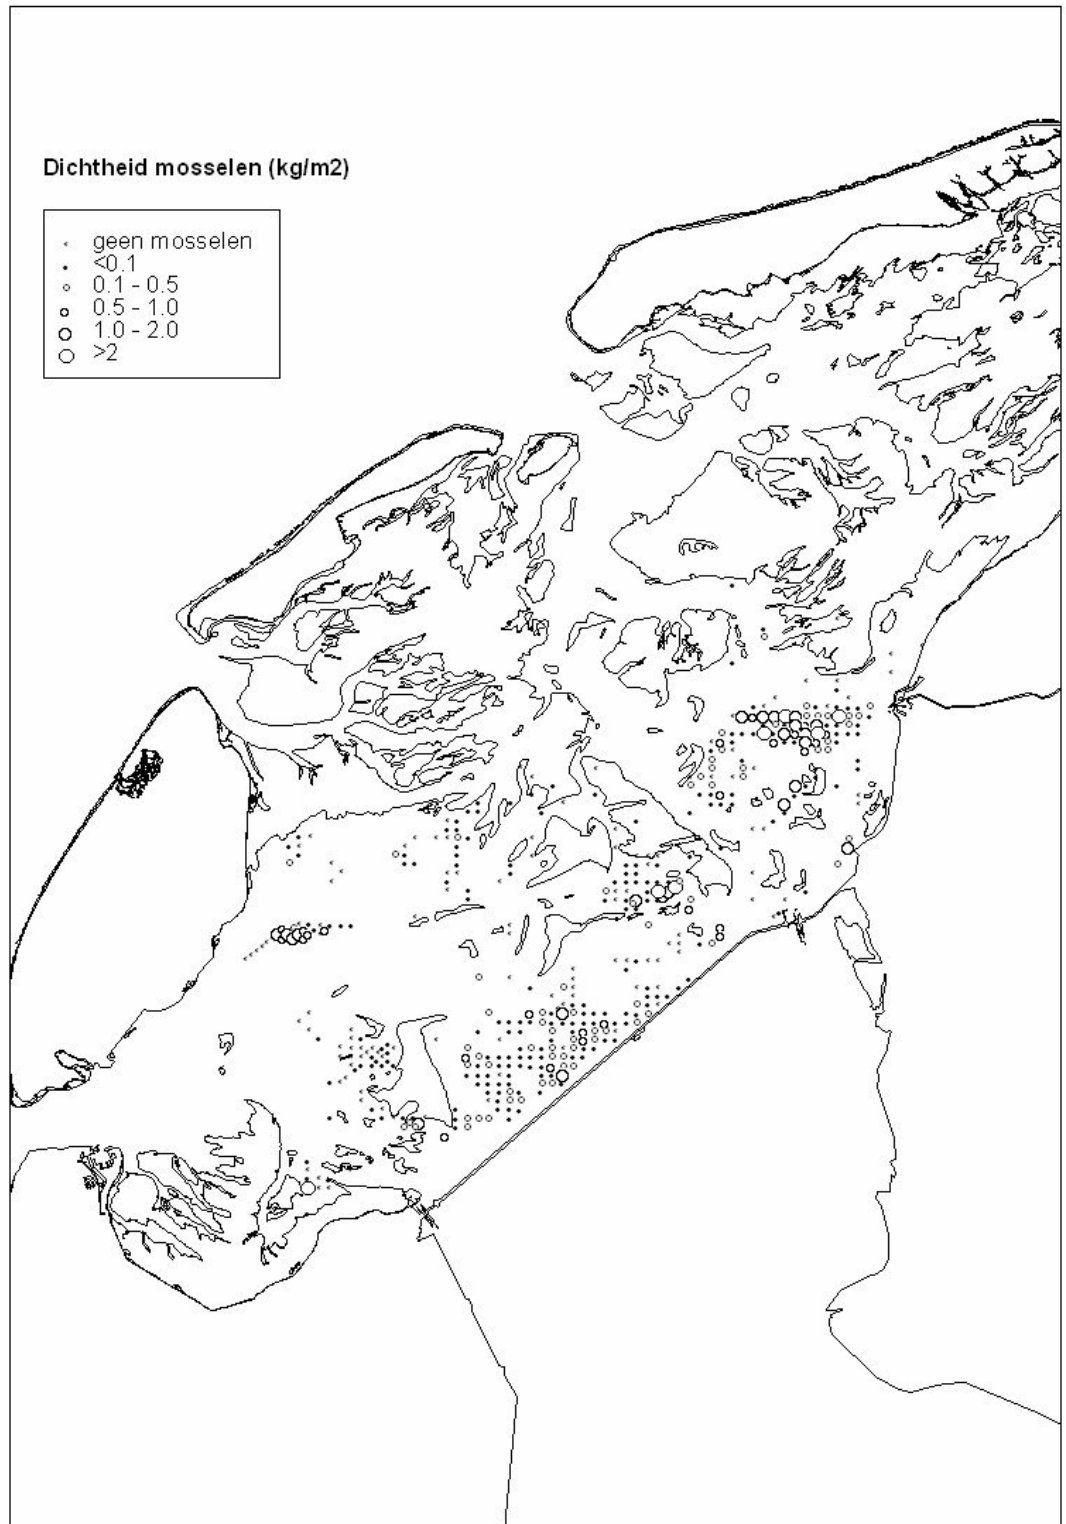 Dichtheid mosselen (kg/m2)
geen mosselen
<0.1
0.1 - 0.5
0.5 - 1.0
1.0 - 2.0
>2